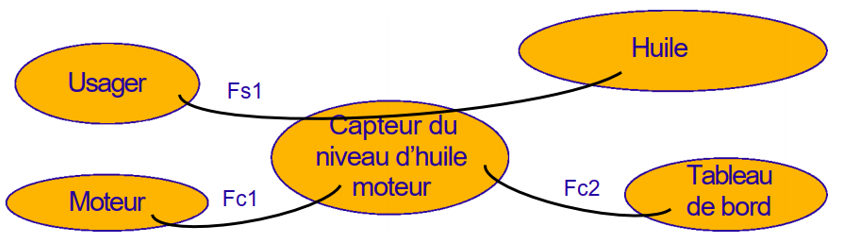 Huile
Usager
Fs1
Capteur du
niveau d'huile
moteur
Moteur
Fc1
Fc2
Tableau
de bord